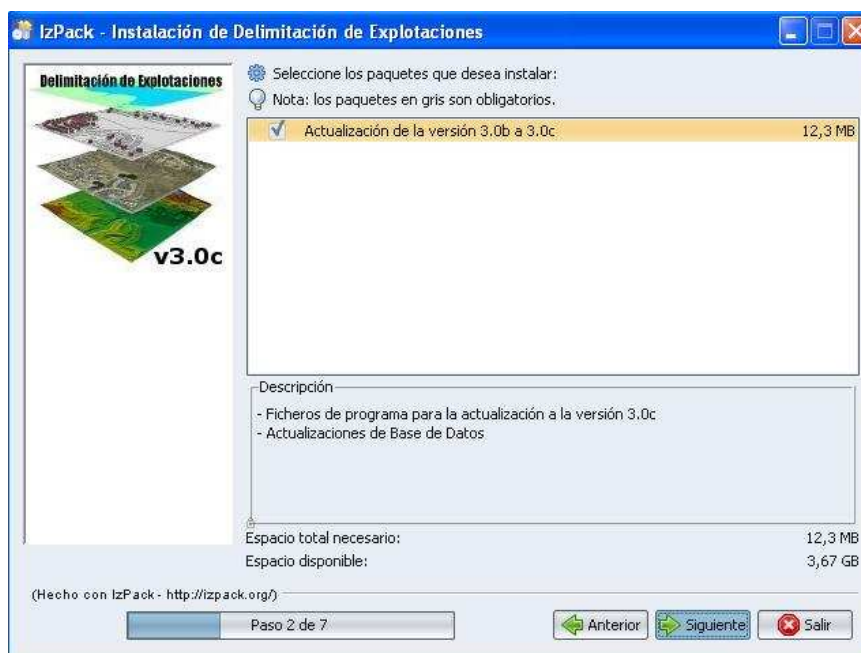 IzPack - Instalación de Delimitación de Explotaciones
Delimitación de Explotaciones
v3.0c
Seleccione los paquetes que desea instalar:
Nota: los paquetes en gris son obligatorios.
Actualización de la versión 3.0b a 3.0c 12,3 MB
Descripción
- Ficheros de programa para la actualización a la versión 3.0c
- Actualizaciones de Base de Datos
Espacio total necesario: 12,3 MB
Espacio disponible: 3,67 GB
(Hecho con IzPack - http://izpack.org/)
Paso 2 de 7
Anterior
Siguiente
Salir